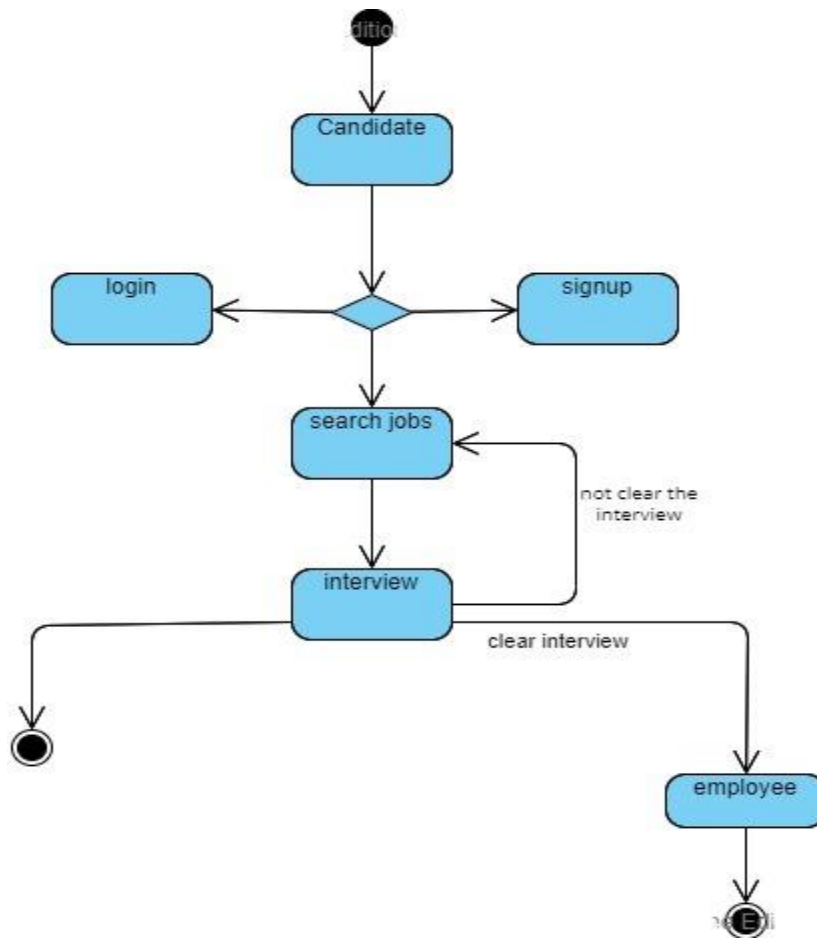 Candidate
login
signup
search jobs
not clear the
interview
interview
clear interview
employee